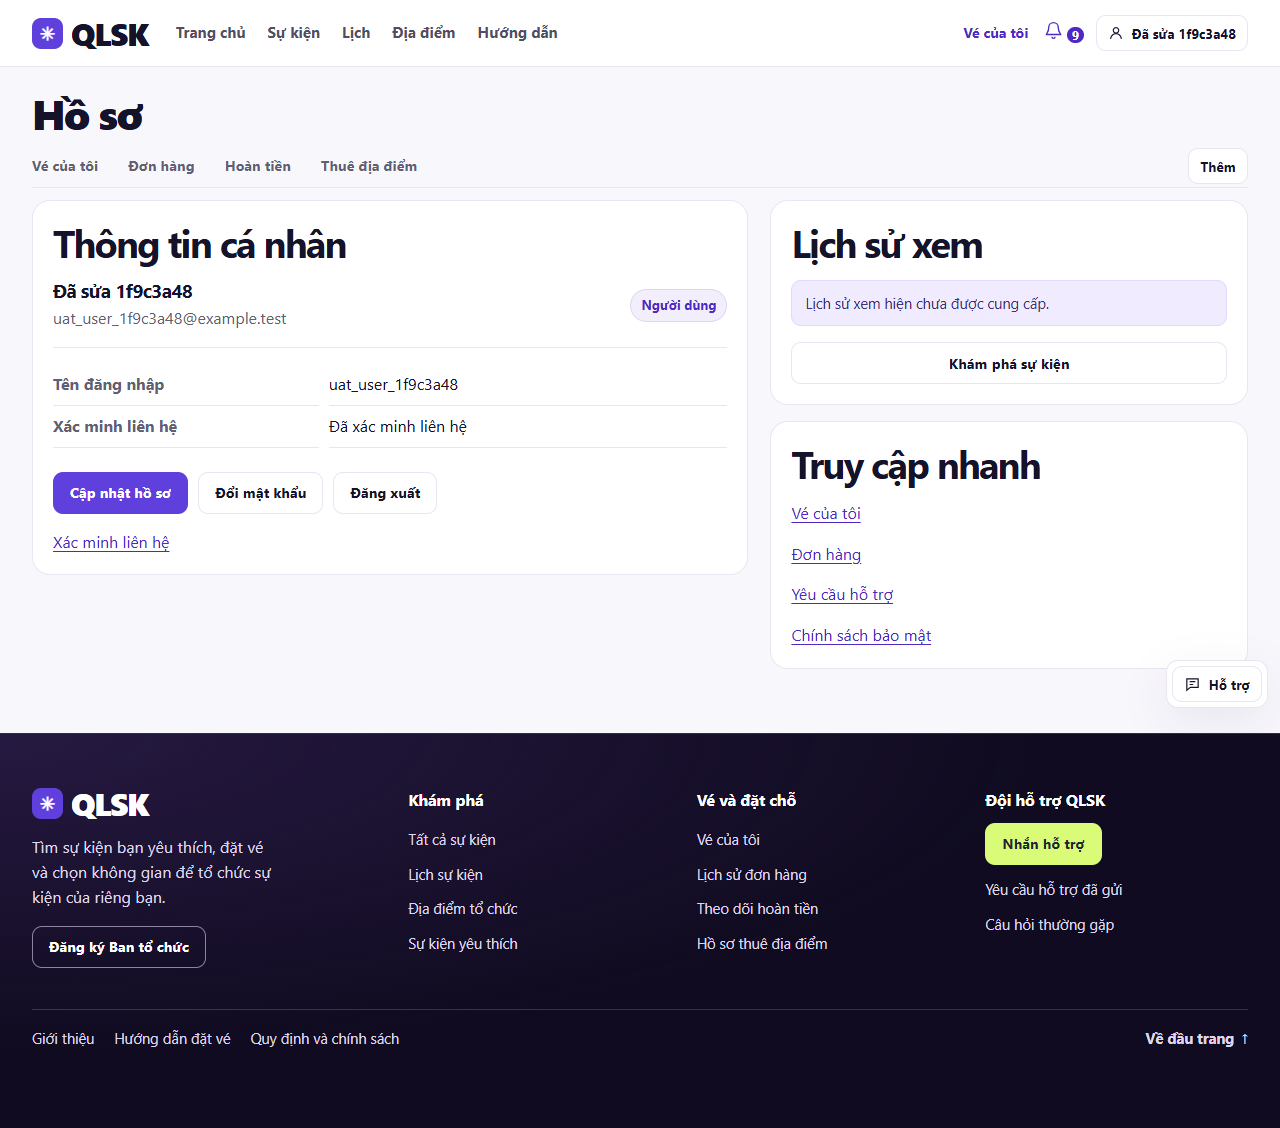 QLSK
Trang chủ
Sự kiện
Lịch
Địa điểm
Hướng dẫn
Vé của tôi
9
Đã sửa 1f9c3a48
Hồ sơ
Vé của tôi
Đơn hàng
Hoàn tiền
Thuê địa điểm
Thêm
Thông tin cá nhân
Đã sửa 1f9c3a48
uat_user_1f9c3a48@example.test
Người dùng
Tên đăng nhập
uat_user_1f9c3a48
Xác minh liên hệ
Đã xác minh liên hệ
Cập nhật hồ sơ
Đổi mật khẩu
Đăng xuất
Xác minh liên hệ
Lịch sử xem
Lịch sử xem hiện chưa được cung cấp.
Khám phá sự kiện
Truy cập nhanh
Vé của tôi
Đơn hàng
Yêu cầu hỗ trợ
Chính sách bảo mật
Hỗ trợ
QLSK
Tìm sự kiện bạn yêu thích, đặt vé
và chọn không gian để tổ chức sự
kiện của riêng bạn.
Đăng ký Ban tổ chức
Khám phá
Tất cả sự kiện
Lịch sự kiện
Địa điểm tổ chức
Sự kiện yêu thích
Vé và đặt chỗ
Vé của tôi
Lịch sử đơn hàng
Theo dõi hoàn tiền
Hồ sơ thuê địa điểm
Đội hỗ trợ QLSK
Nhắn hỗ trợ
Yêu cầu hỗ trợ đã gửi
Câu hỏi thường gặp
Giới thiệu
Hướng dẫn đặt vé
Quy định và chính sách
Về đầu trang ↑